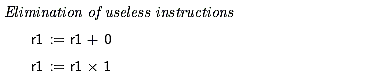 Elimination of useless instructions
r1 := r1 + 0
r1 := r1 × 1